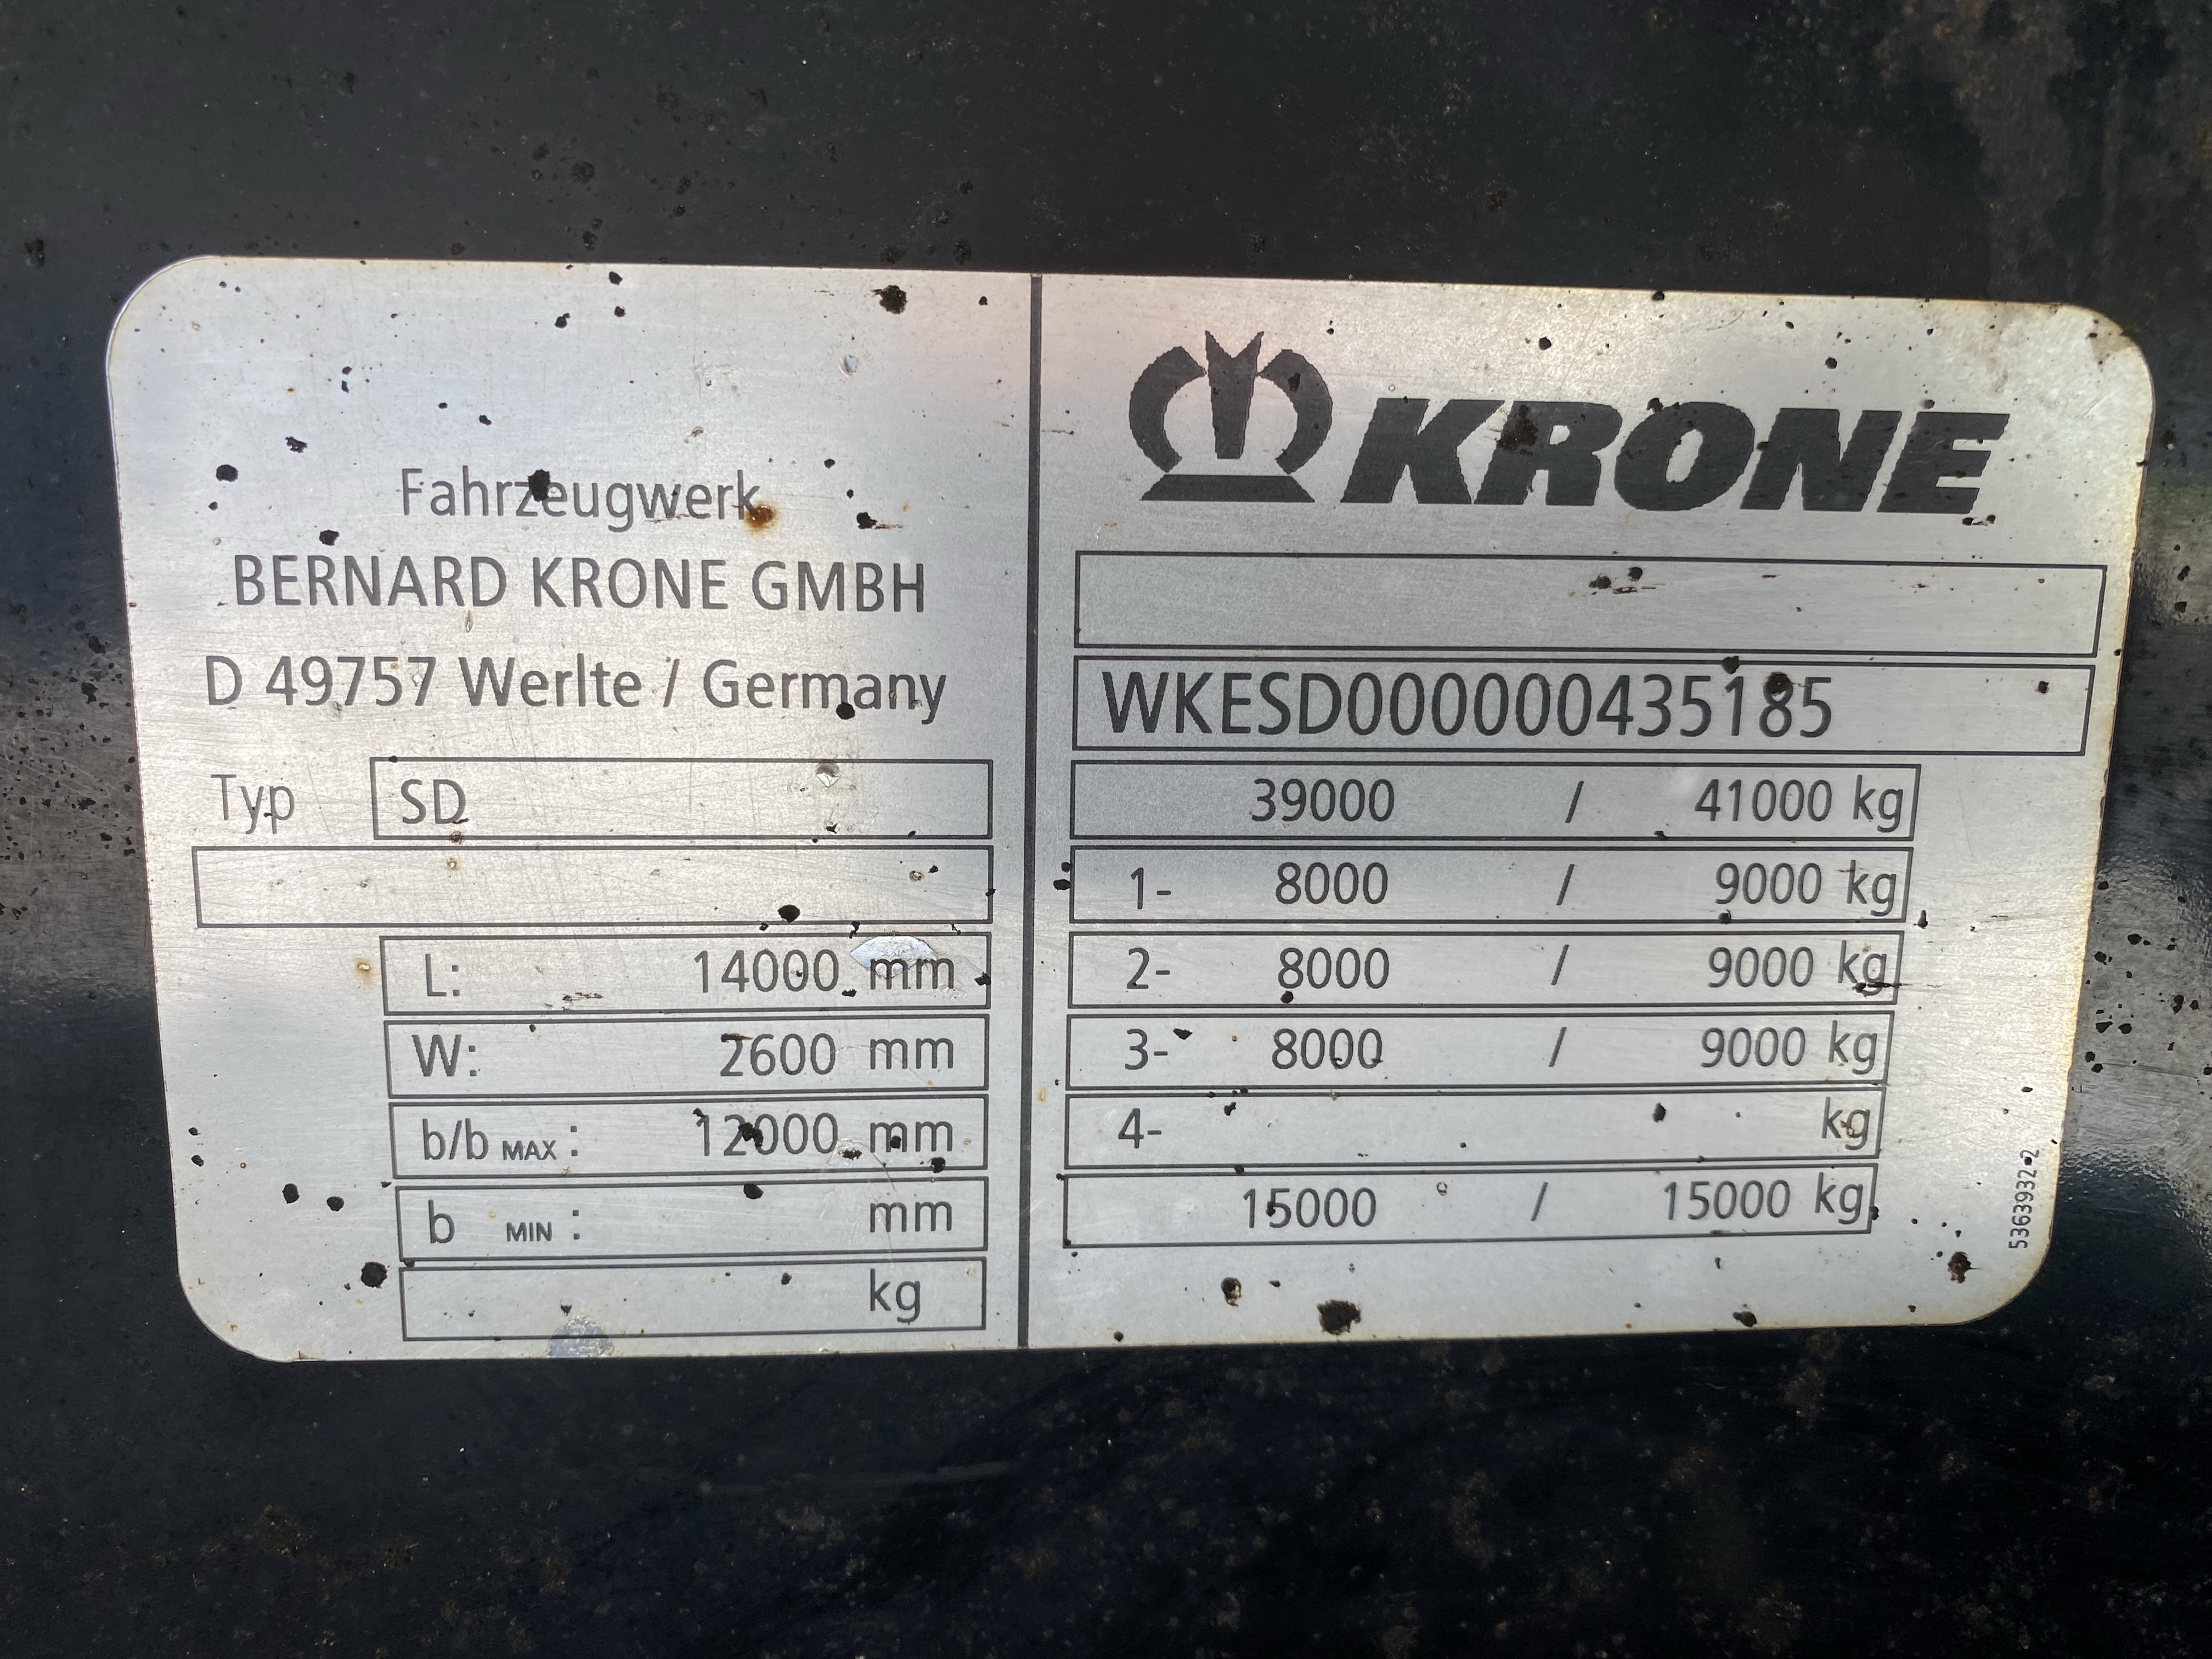 Fahrzeugwerk
BERNARD KRONE GMBH
D 49757 Werlte / Germany
Typ SD
L: 14000 mm
W: 2600 mm
b/b MAX : 12000 mm
b MIN : mm
kg
KRONE
WKESD000000435185
39000 / 41000 kg
1- 8000 / 9000 kg
2- 8000 / 9000 kg
3- 8000 / 9000 kg
4- kg
15000 / 15000 kg
5363932-2